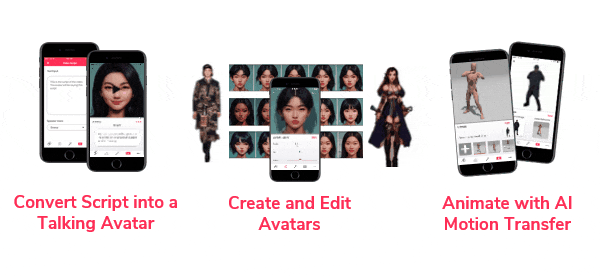 Convert Script into a
Talking Avatar
Create and Edit
Avatars
Animate with AI
Motion Transfer